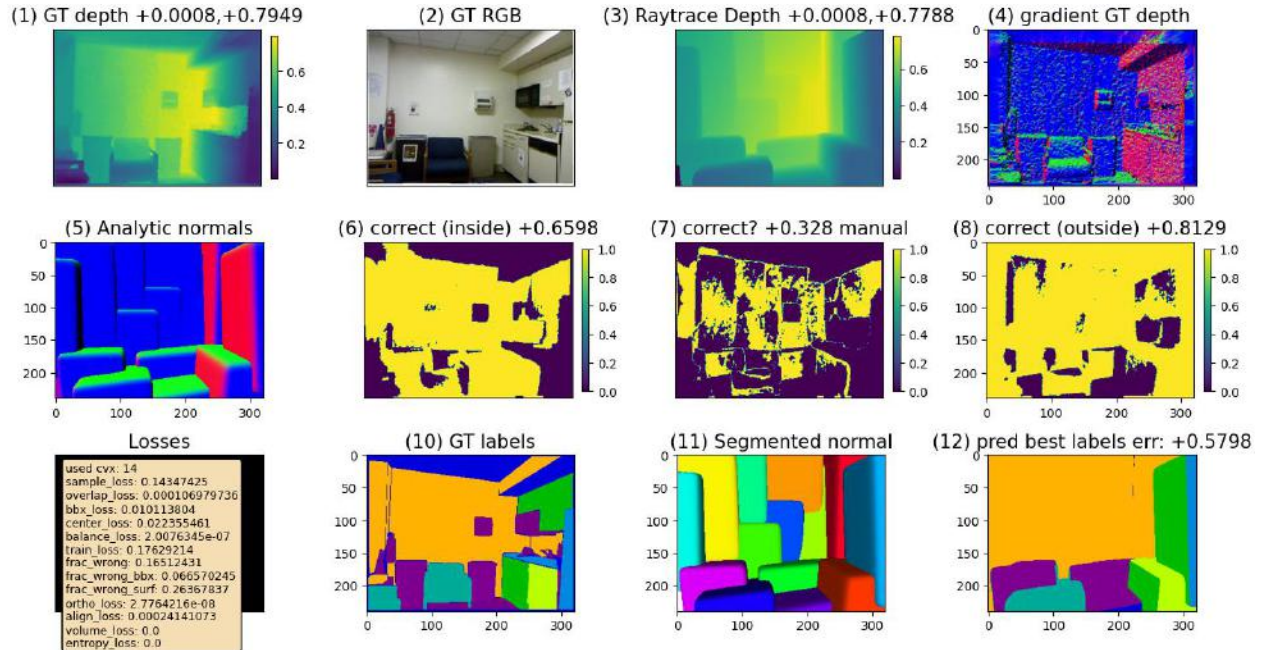 (1) GT depth +0.0008,+0.7949
(2) GT RGB
(3) Raytrace Depth +0.0008,+0.7788
(4) gradient GT depth
0.6
0.4
0.2
0.6
0.4
0.2
0
50
100
150
200
0 100 200 300
(5) Analytic normals
(6) correct (inside) +0.6598
(7) correct? +0.328 manual
(8) correct (outside) +0.8129
0
50
100
150
200
0 100 200 300
1.0
0.8
0.6
0.4
0.2
0.0
1.0
0.8
0.6
0.4
0.2
0.0
0
50
100
150
200
0 100 200 300
1.0
0.8
0.6
0.4
0.2
0.0
Losses
used cvx: 14
sample_loss: 0.14347425
overlap_loss: 0.000106979736
bbx_loss: 0.010113804
center_loss: 0.022355461
balance_loss: 2.0076345e-07
train_loss: 0.17629214
frac_wrong: 0.16512431
frac_wrong_bbx: 0.066570245
frac_wrong_surf: 0.26367837
ortho_loss: 2.7764216e-08
align_loss: 0.00024141073
volume_loss: 0.0
entropy_loss: 0.0
(10) GT labels
0
50
100
150
200
0 100 200 300
(11) Segmented normal
0
50
100
150
200
0 100 200 300
(12) pred best labels err: +0.5798
0
50
100
150
200
0 100 200 300